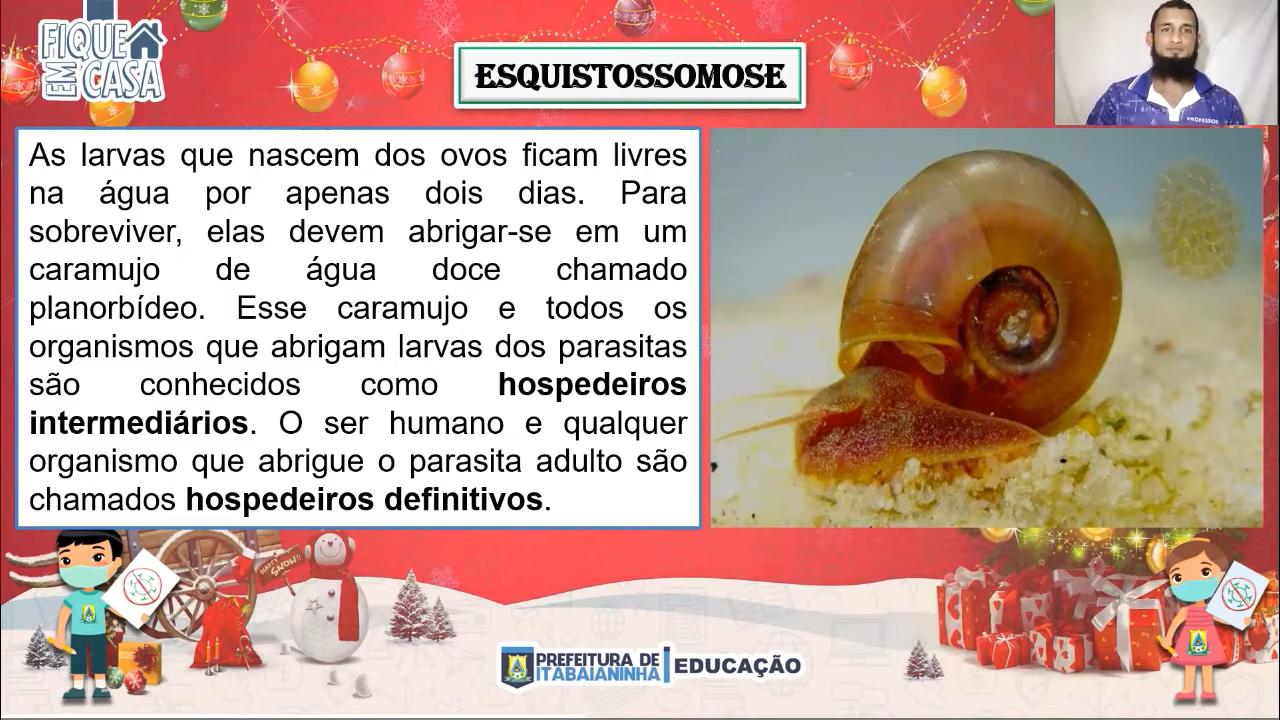 FIQUE
EM CASA
ESQUISTOSSOMOSE
PROFESSOR
As larvas que nascem dos ovos ficam livres
na água por apenas dois dias. Para
sobreviver, elas devem abrigar-se em um
caramujo de água doce chamado
planorbídeo. Esse caramujo e todos os
organismos que abrigam larvas dos parasitas
são conhecidos como hospedeiros
intermediários. O ser humano e qualquer
organismo que abrigue o parasita adulto são
chamados hospedeiros definitivos.
HAPPY
SNOW!!
PREFEITURA DE
ITABAIANINHA
EDUCAÇÃO